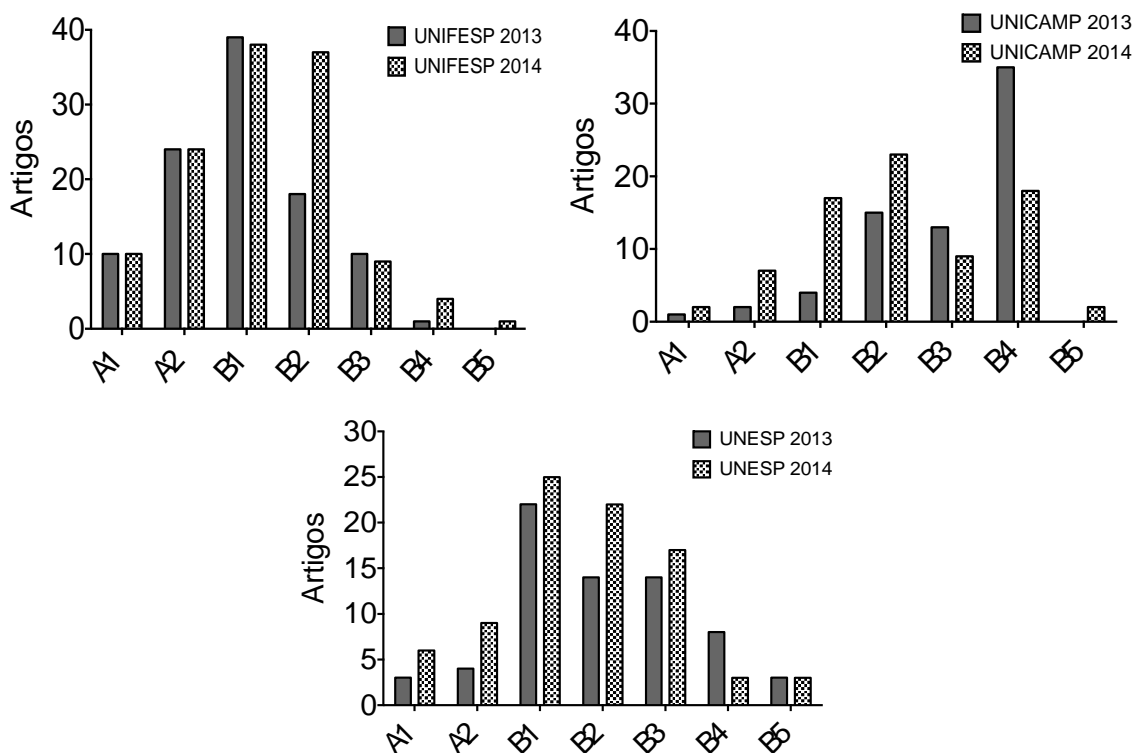 UNIFESP 2013
UNIFESP 2014
Artigos
40
30
20
10
0
A1 A2 B1 B2 B3 B4 B5
UNICAMP 2013
UNICAMP 2014
Artigos
40
30
20
10
0
A1 A2 B1 B2 B3 B4 B5
UNESP 2013
UNESP 2014
Artigos
30
25
20
15
10
5
0
A1 A2 B1 B2 B3 B4 B5